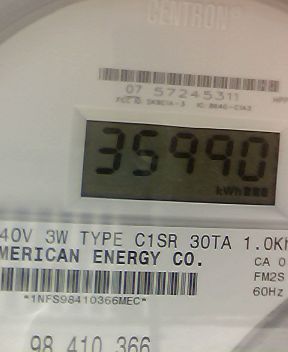 CENTRON®
07 57245311
35990
kWh
40V 3W TYPE C1SR 30TA 1.0Kh
MERICAN ENERGY CO.
CA 0
FM2S
60Hz
*1NFS98410366MEC*
98 410 366